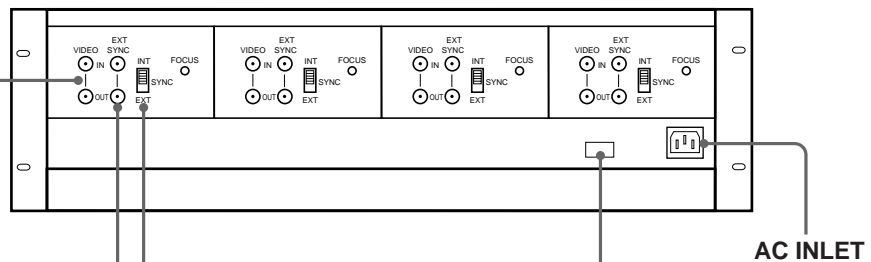 EXT EXT EXT EXT
VIDEO SYNC VIDEO SYNC VIDEO SYNC VIDEO SYNC
IN INT FOCUS IN INT FOCUS IN INT FOCUS IN INT FOCUS
SYNC SYNC SYNC SYNC
OUT EXT OUT EXT OUT EXT OUT EXT
AC INLET